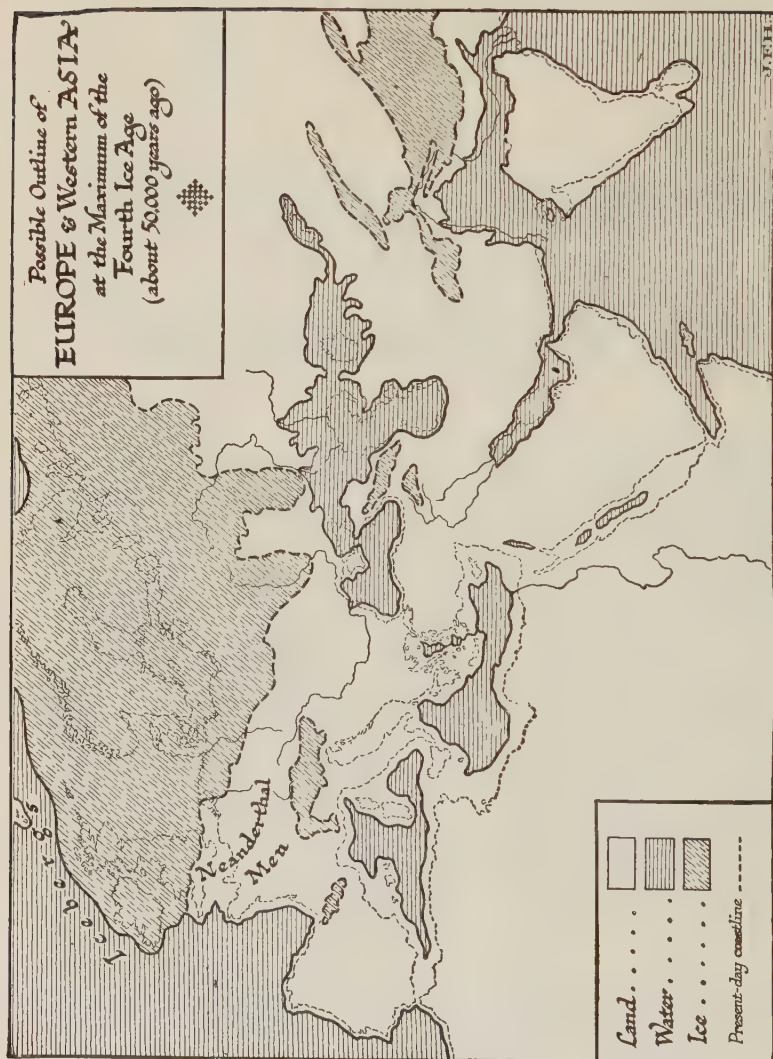 Possible Outline of
EUROPE & Western ASIA
at the Maximum of the
Fourth Ice Age
(about 50,000 years ago)
Icebergs
Neanderthal
Men
Land
Water
Ice
Present-day coastline
J.F.H.